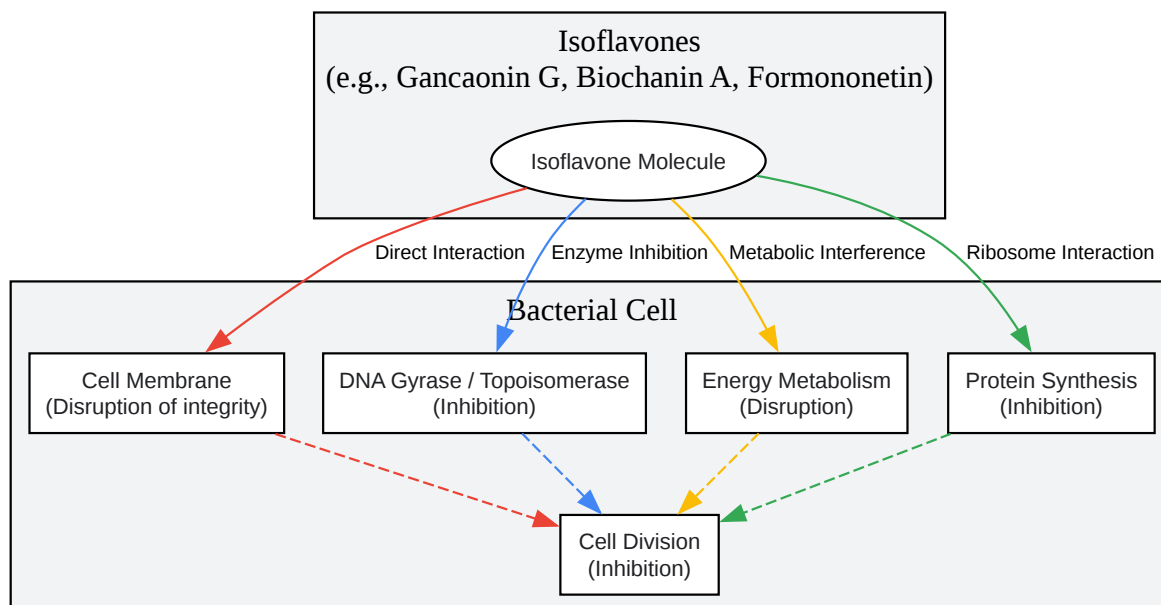 Isoflavones
(e.g., Gancaonin G, Biochanin A, Formononetin)
Isoflavone Molecule
Direct Interaction
Enzyme Inhibition
Metabolic Interference
Ribosome Interaction
Bacterial Cell
Cell Membrane
(Disruption of integrity)
DNA Gyrase / Topoisomerase
(Inhibition)
Energy Metabolism
(Disruption)
Protein Synthesis
(Inhibition)
Cell Division
(Inhibition)